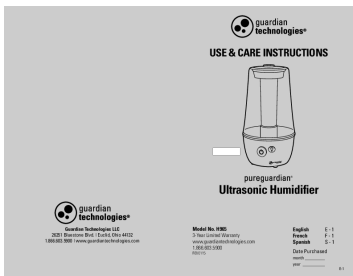 guardian
technologies®
USE & CARE INSTRUCTIONS
pureguardian®
Ultrasonic Humidifier
guardian
technologies®
Guardian Technologies LLC
26251 Bluestone Blvd. | Euclid, Ohio 44132
1.866.603.5900 | www.guardiantechnologies.com
Model No. H965
3-Year Limited Warranty
www.guardiantechnologies.com
1.866.603.5900
English E - 1
French F - 1
Spanish S - 1
Date Purchased
month
year
E-1